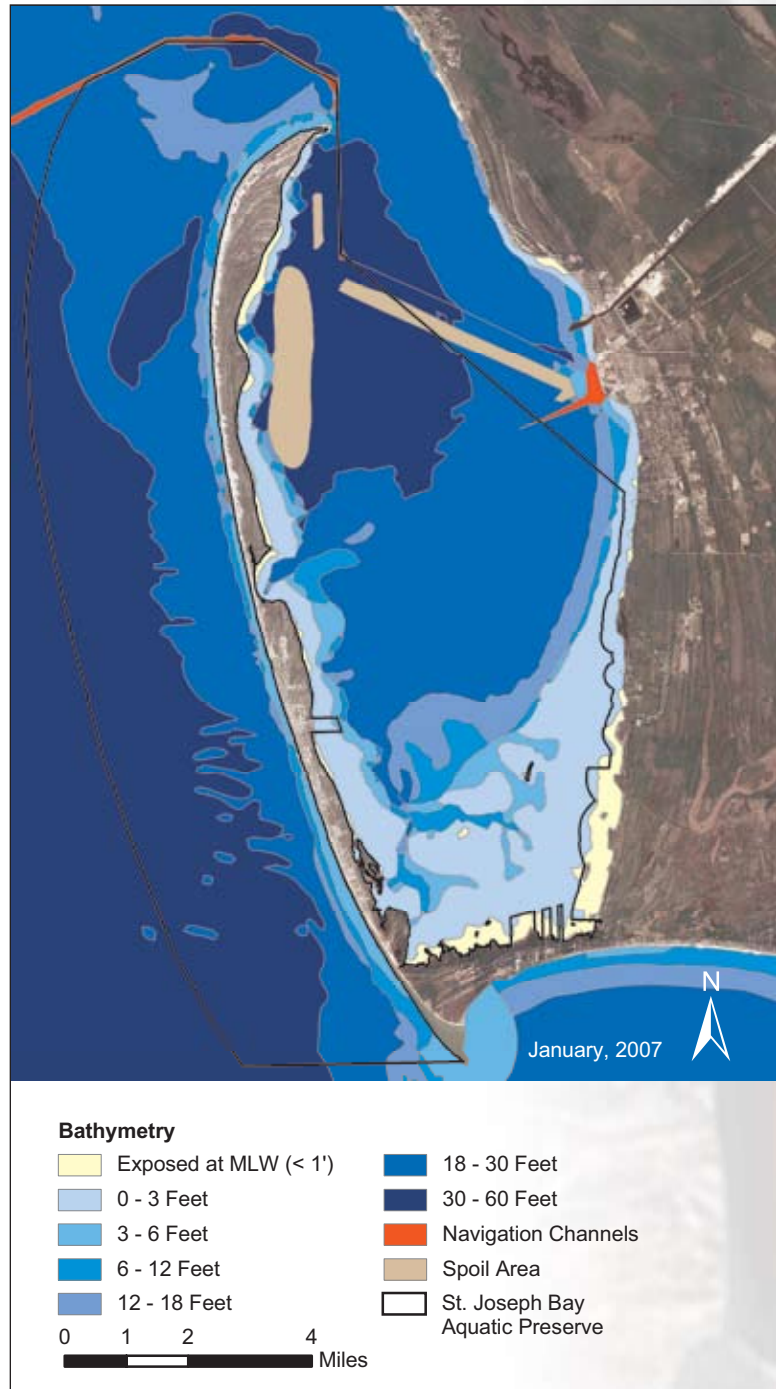 N
January, 2007
Bathymetry
Exposed at MLW (< 1')
0 - 3 Feet
3 - 6 Feet
6 - 12 Feet
12 - 18 Feet
18 - 30 Feet
30 - 60 Feet
Navigation Channels
Spoil Area
St. Joseph Bay
Aquatic Preserve
0 1 2 4
Miles